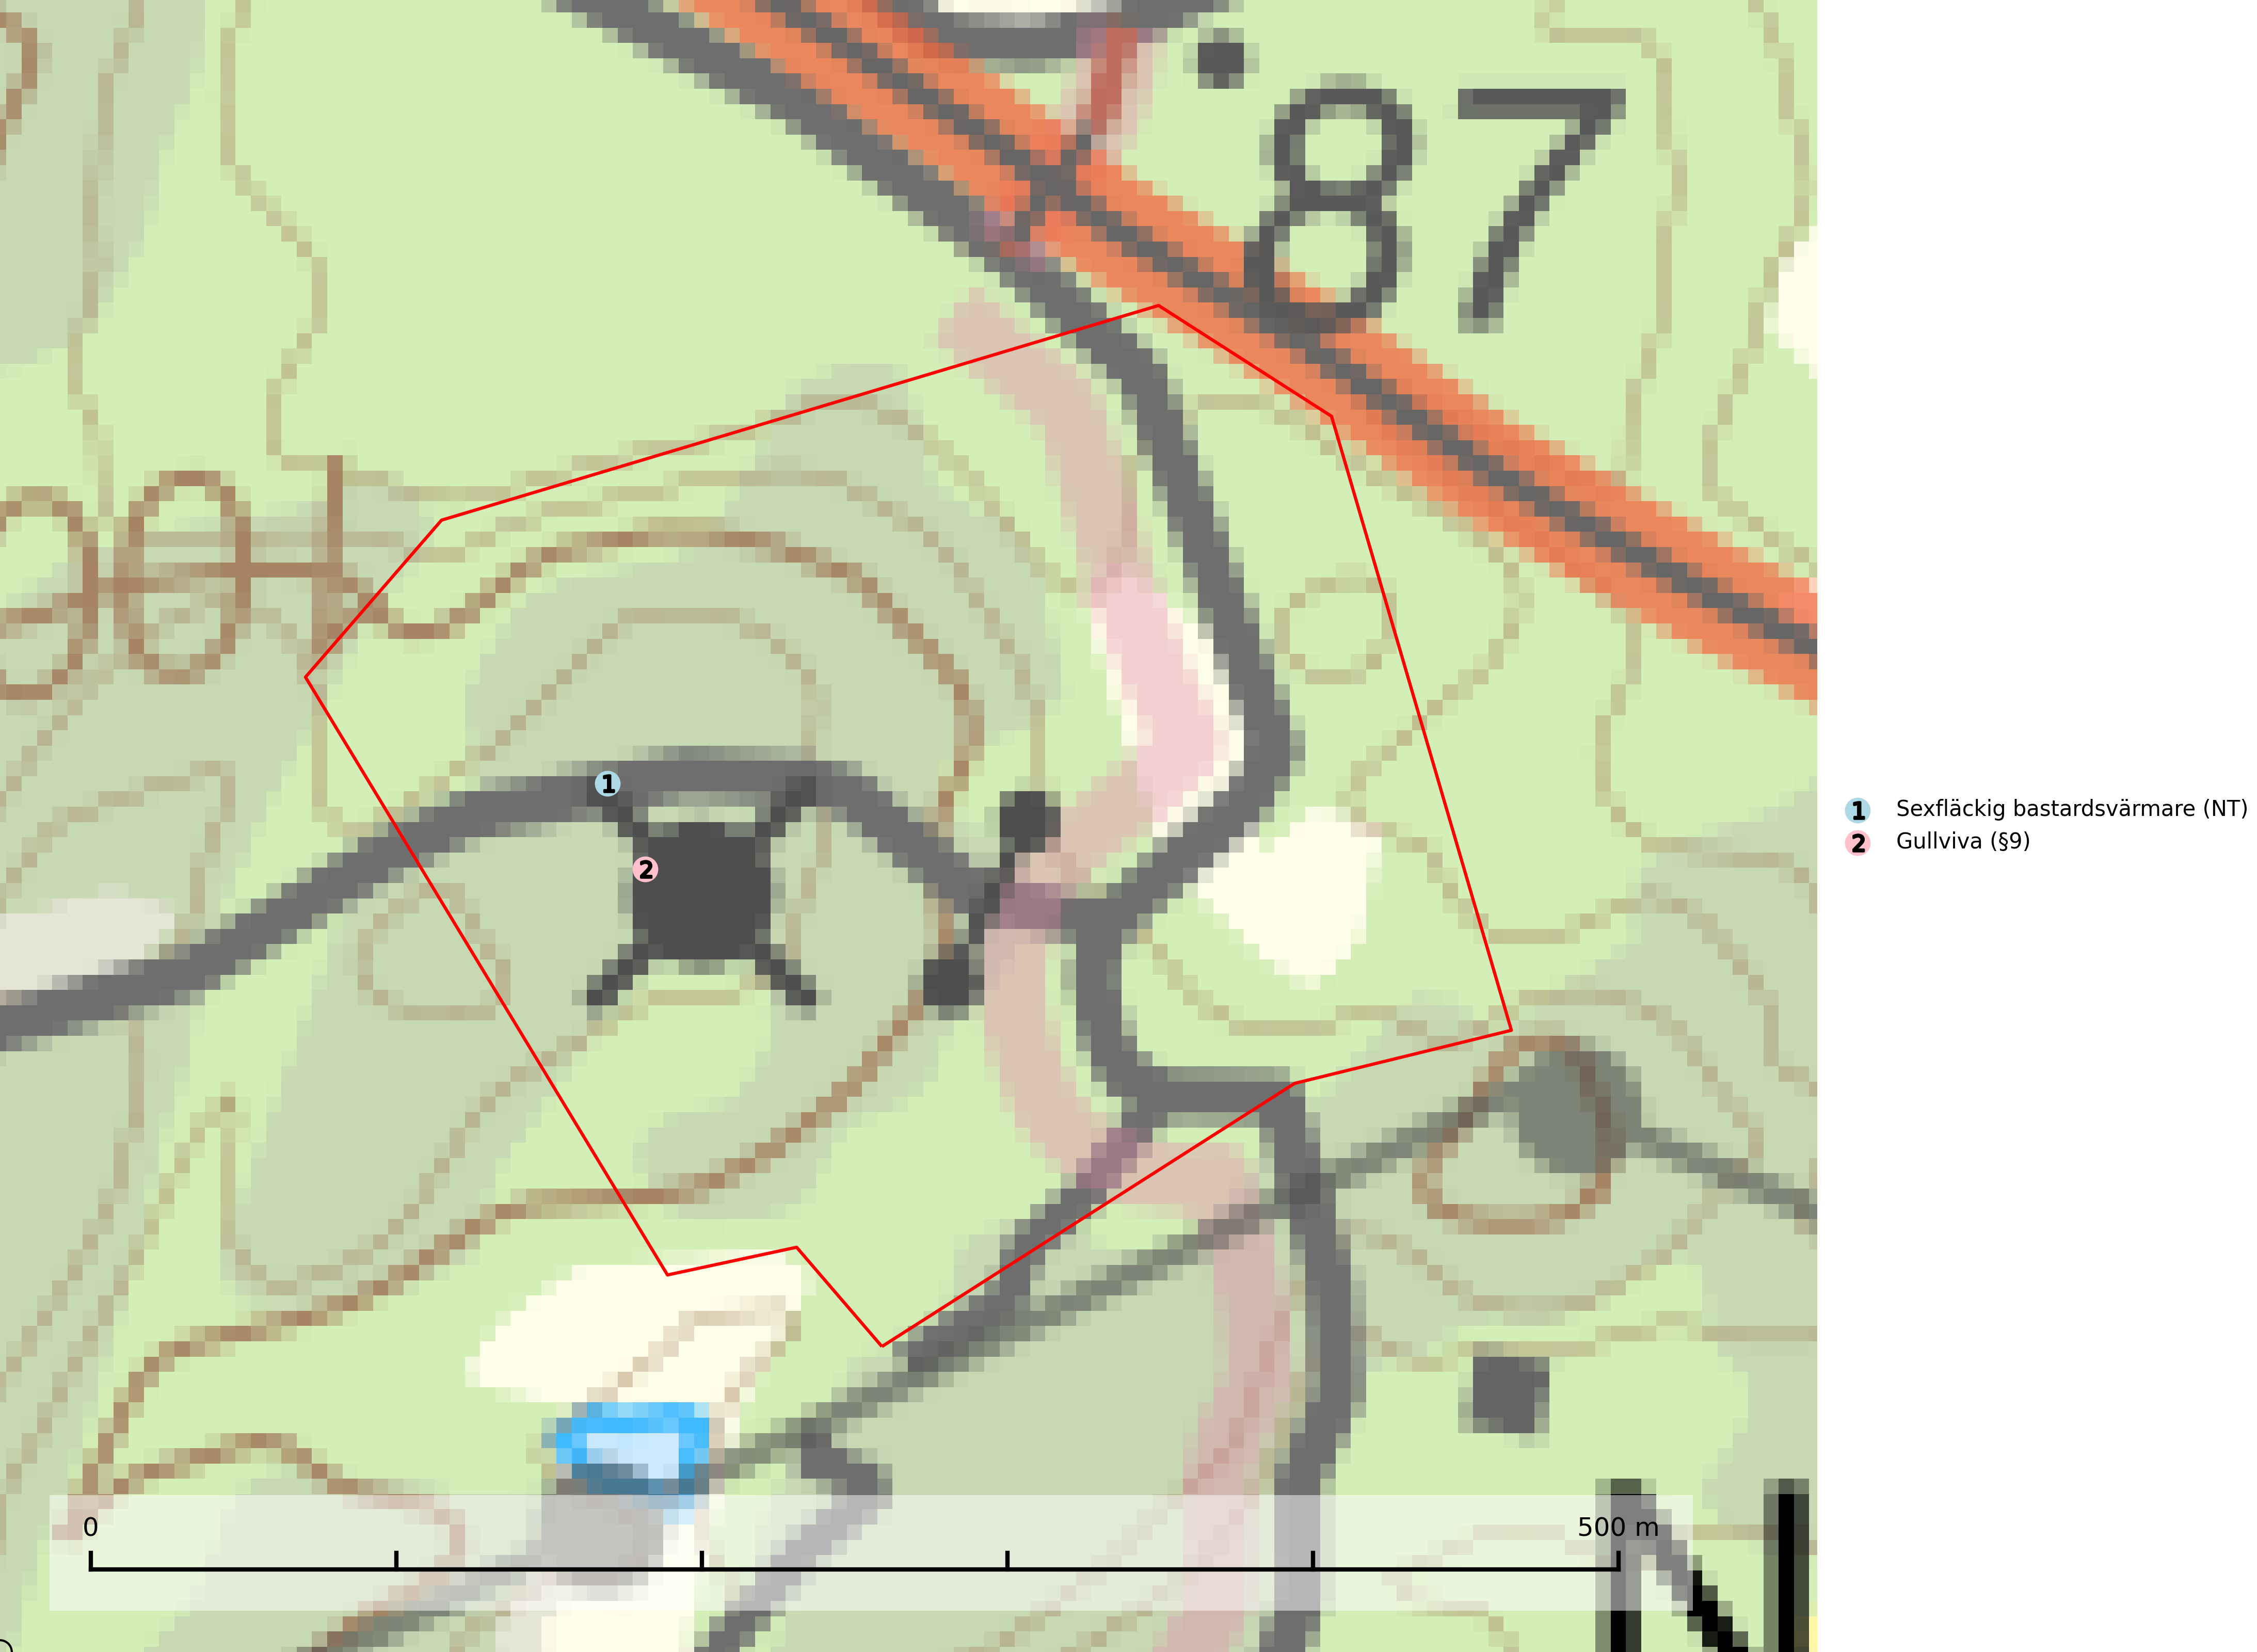 87
1
2
1 Sexfläckig bastardsvärmare (NT)
2 Gullviva (§9)
0 500 m